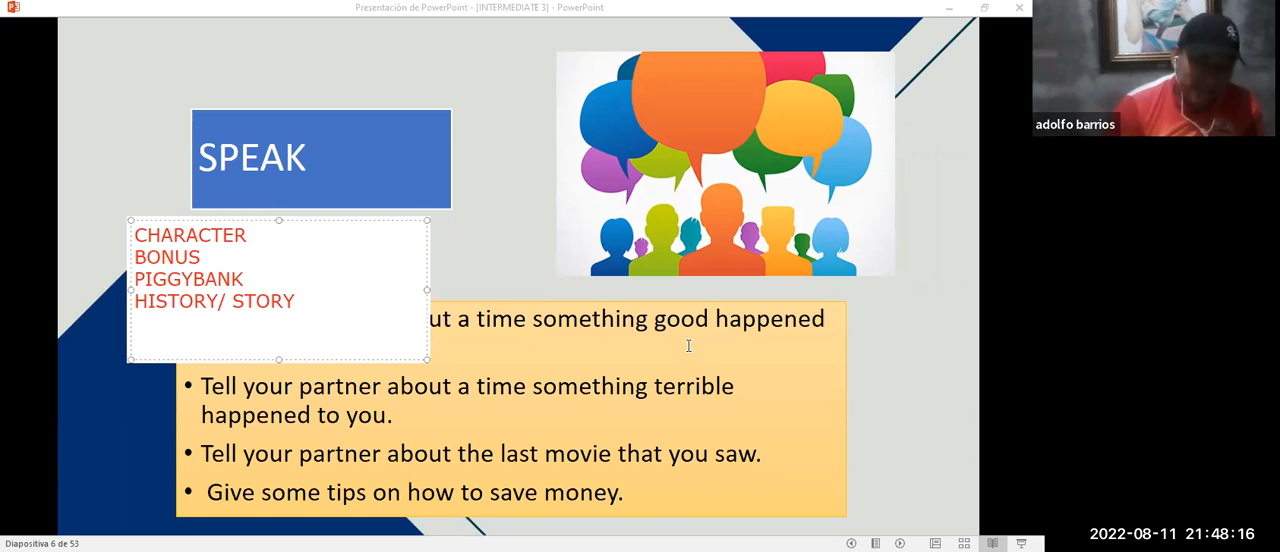 Presentación de PowerPoint - [INTERMEDIATE 3] - PowerPoint
adolfo barrios
SPEAK
CHARACTER
BONUS
PIGGYBANK
HISTORY/ STORY
a time something good happened
• Tell your partner about a time something terrible
happened to you.
• Tell your partner about the last movie that you saw.
• Give some tips on how to save money.
2022-08-11 21:48:16
Diapositiva 6 de 53